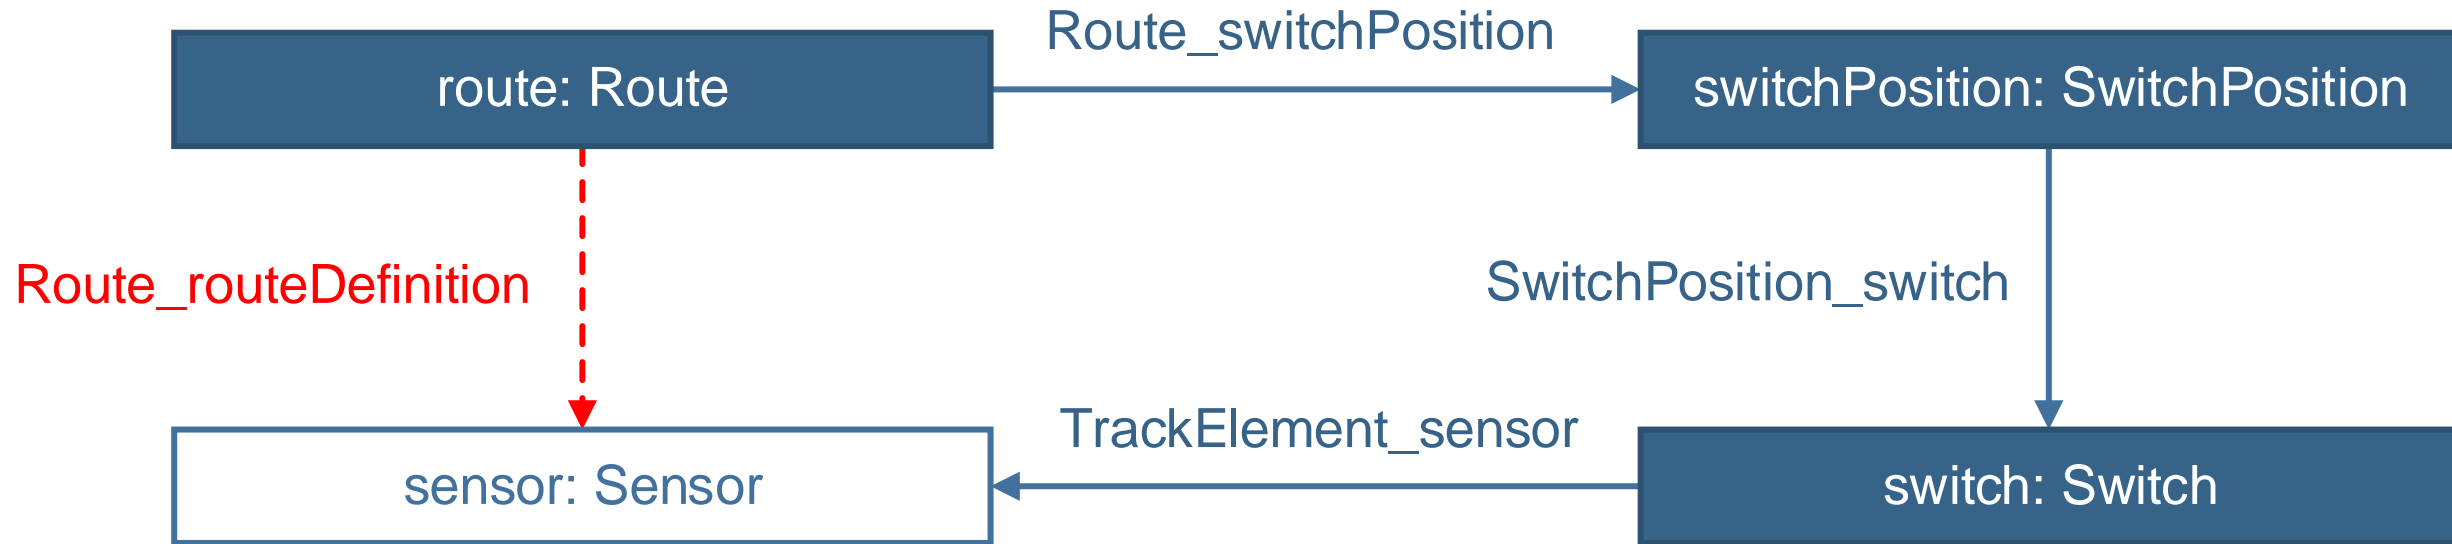 Route_switchPosition
route: Route
switchPosition: SwitchPosition
Route_routeDefinition
SwitchPosition_switch
TrackElement_sensor
sensor: Sensor
switch: Switch